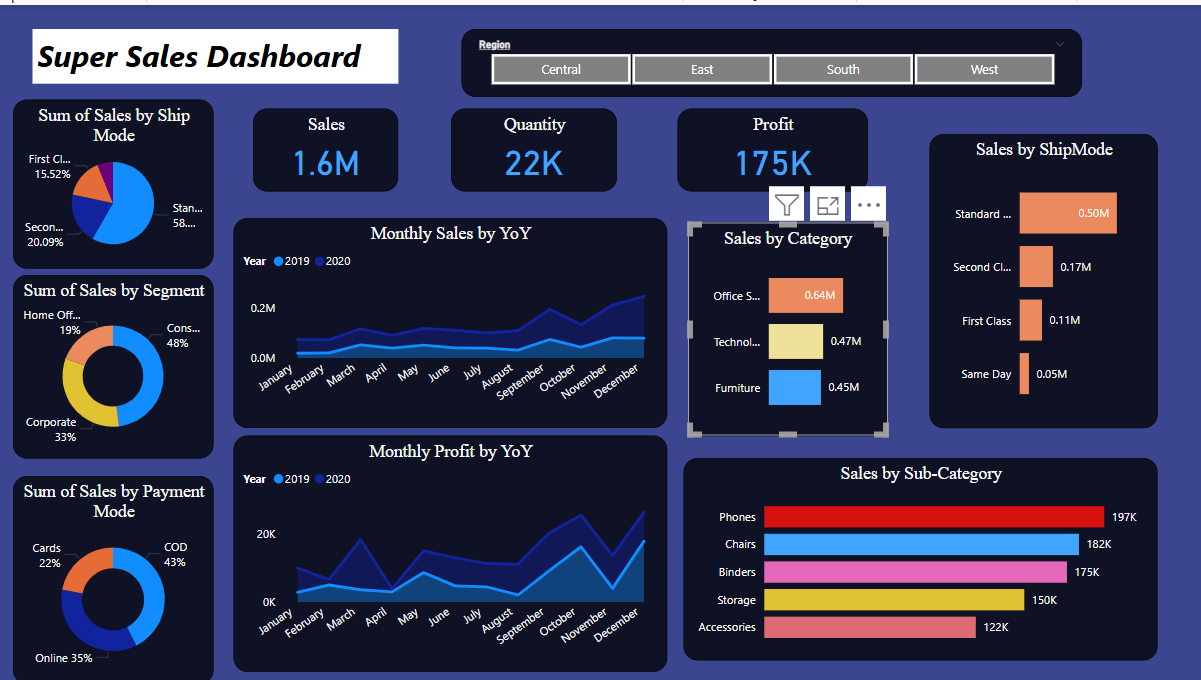 Super Sales Dashboard
Region
Central
East
South
West
Sum of Sales by Ship
Mode
First Cl...
15.52%
Stan...
58....
Secon...
20.09%
Sales
1.6M
Quantity
22K
Profit
175K
Sales by ShipMode
Standard ...
0.50M
Second Cl...
0.17M
First Class
0.11M
Same Day
0.05M
Monthly Sales by YoY
Year 2019 2020
0.2M
0.0M
January
February
March
April
May
June
July
August
September
October
November
December
Sales by Category
Office S...
0.64M
Technol...
0.47M
Furniture
0.45M
Sum of Sales by Segment
Home Off...
19%
Cons...
48%
Corporate
33%
Monthly Profit by YoY
Year 2019 2020
20K
0K
January
February
March
April
May
June
July
August
September
October
November
December
Sales by Sub-Category
Phones
197K
Chairs
182K
Binders
175K
Storage
150K
Accessories
122K
Sum of Sales by Payment
Mode
Cards
22%
COD
43%
Online 35%